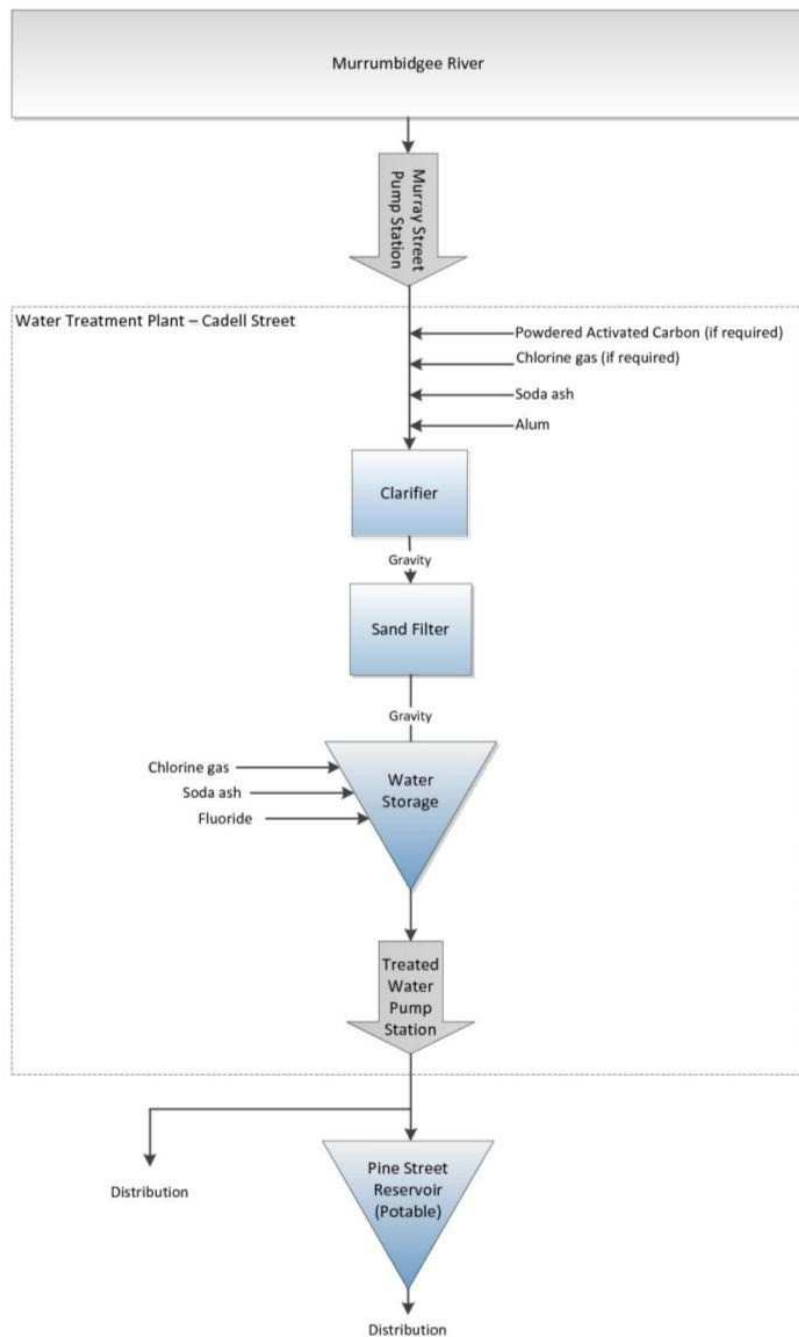 Murrumbidgee River
Murray Street
Pump Station
Water Treatment Plant – Cadell Street
Powdered Activated Carbon (if required)
Chlorine gas (if required)
Soda ash
Alum
Clarifier
Gravity
Sand Filter
Gravity
Chlorine gas
Soda ash
Fluoride
Water
Storage
Treated
Water
Pump
Station
Distribution
Pine Street
Reservoir
(Potable)
Distribution